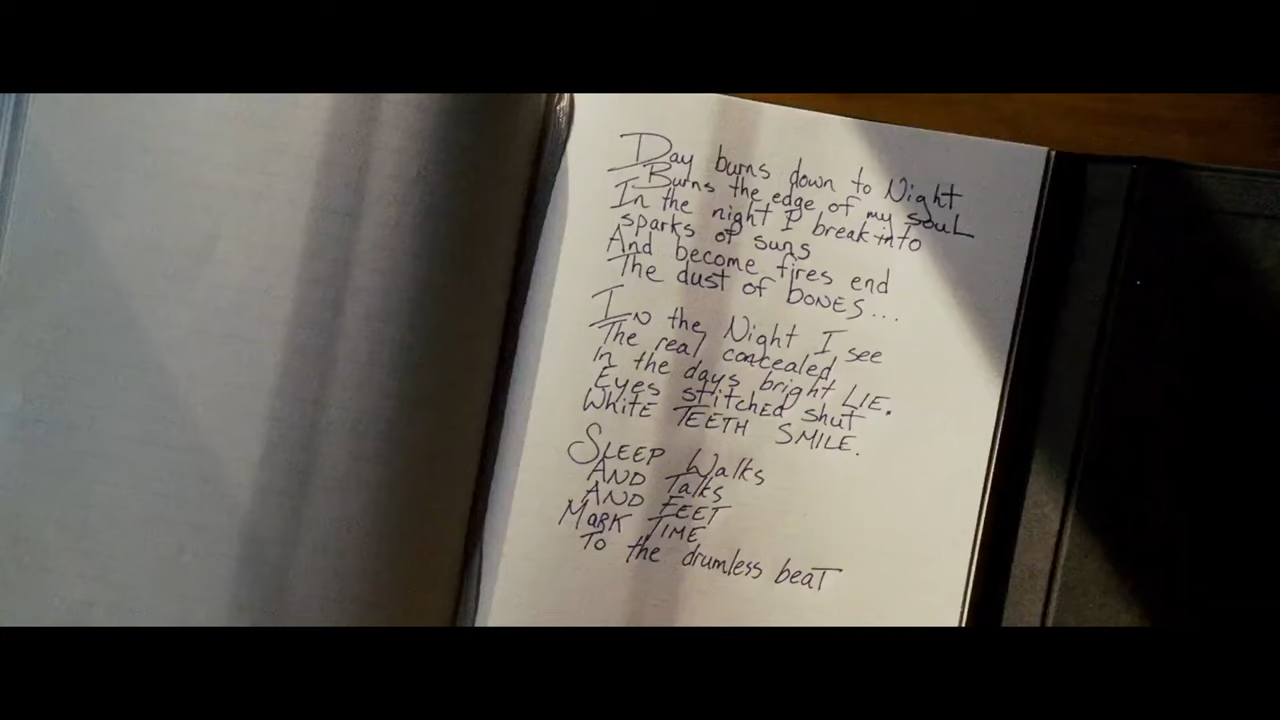 Day burns down to Night
Burns the edge of my souL
In the night I break into
sparks of suns
And become fires end
The dust of bONES...
IN the Night I see
The real concealed
In the days bright LIE.
Eyes stitched shut
WhitE TEETH SMILE.
SLEEP Walks
AND Talks
AND FEET
MaRK TIME
To the drumless beaT